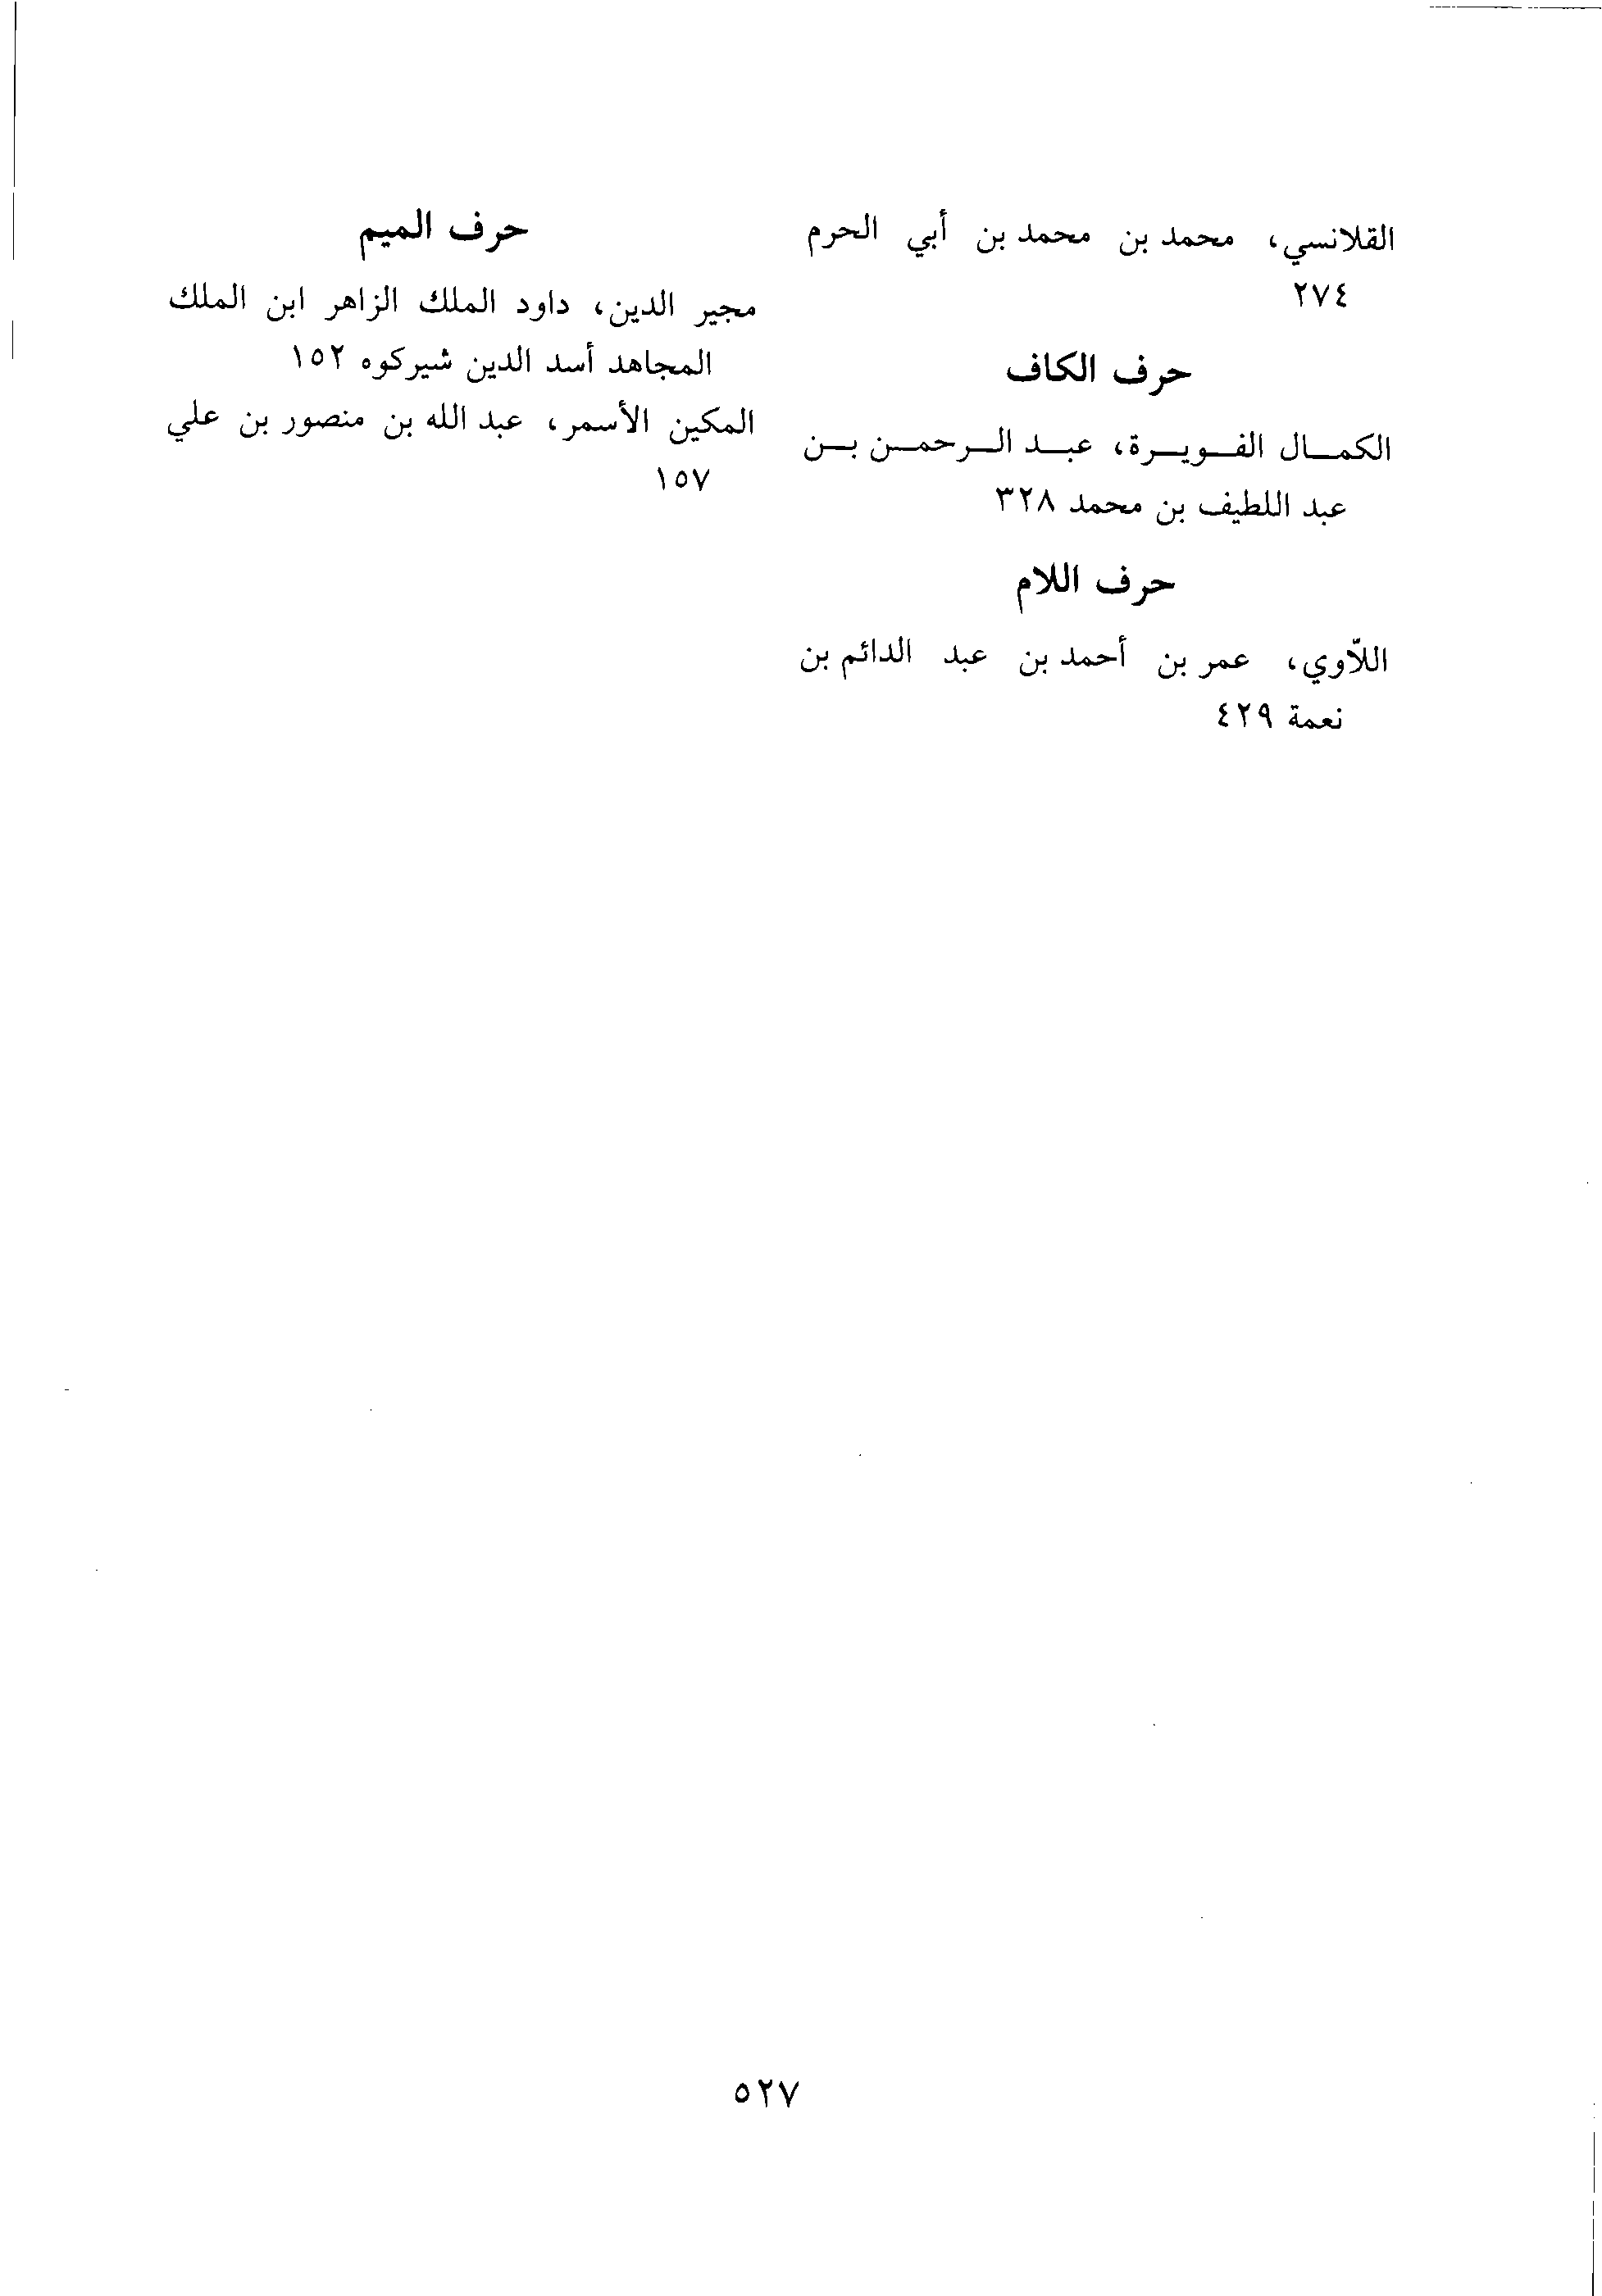 القلانسي، محمد بن محمد بن أبي الحرم
٢٧٤
حرف الكاف
الكمال الفويرة، عبد الرحمن بن
عبد اللطيف بن محمد ٣٢٨
حرف اللام
اللاّوي، عمر بن أحمد بن عبد الدائم بن
نعمة ٤٢٩
حرف الميم
مجير الدين، داود الملك الزاهر ابن الملك
المجاهد أسد الدين شيركوه ١٥٢
المكين الأسمر، عبد الله بن منصور بن علي
١٥٧
٥٢٧